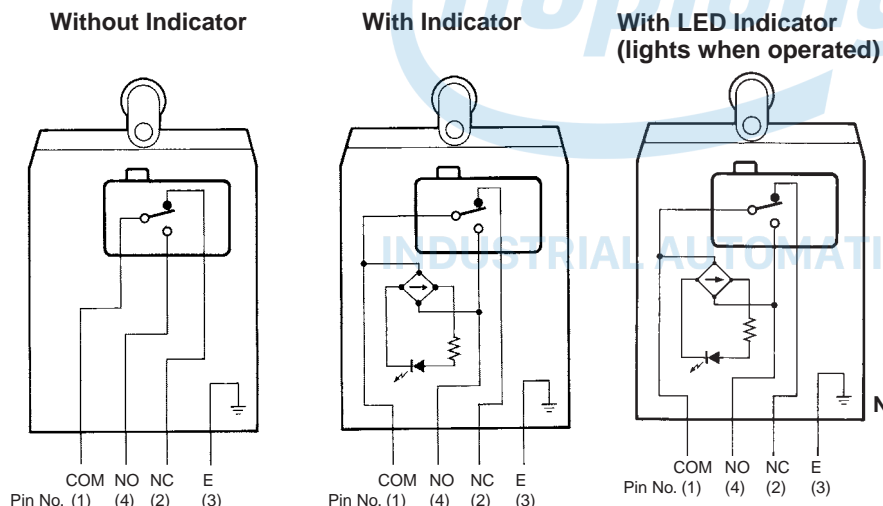 Without Indicator
With Indicator
With LED Indicator
(lights when operated)
INDUSTRIAL AUTOMATI
N
COM NO NC E
Pin No. (1) (4) (2) (3)
COM NO NC E
Pin No. (1) (4) (2) (3)
COM NO NC E
Pin No. (1) (4) (2) (3)